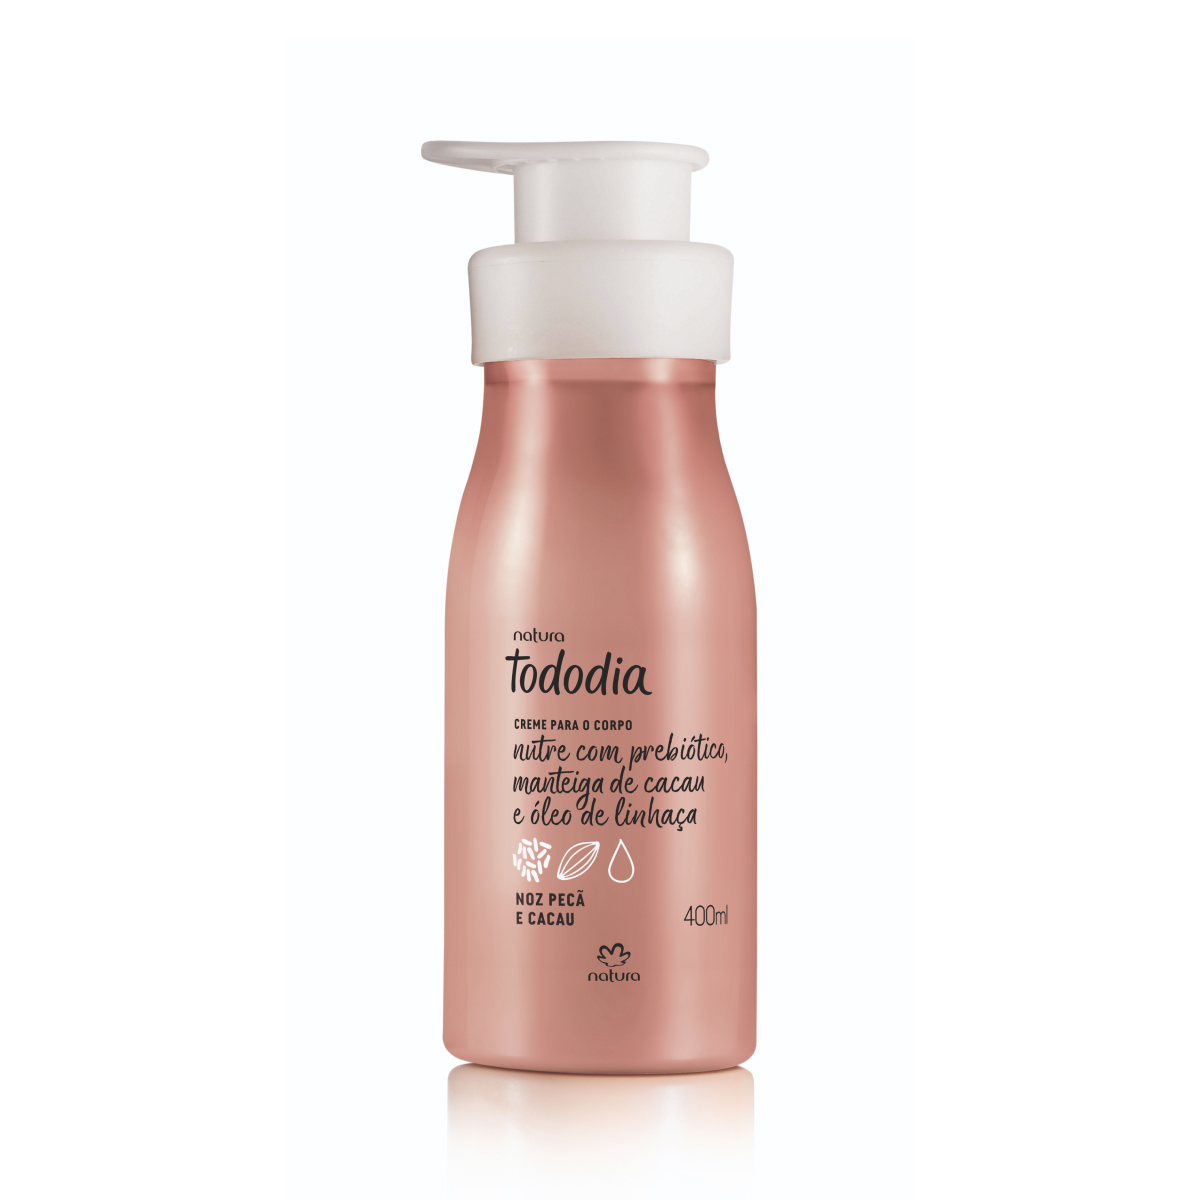 natura
tododia
CREME PARA O CORPO
nutre com prebiótico,
manteiga de cacau
e óleo de linhaça
NOZ PECÃ
E CACAU
400ml
natura